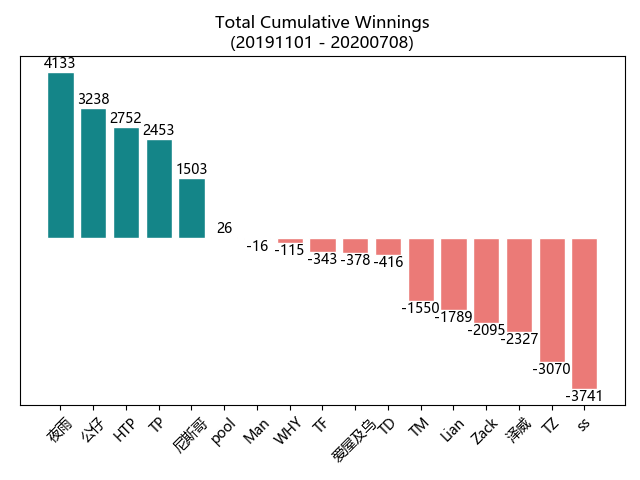 Total Cumulative Winnings
(20191101 - 20200708)
4133
3238
2752
2453
1503
26
-16
-115
-343
-378
-416
-1550
-1789
-2095
-2327
-3070
-3741
夜雨
公仔
HTP
TP
尼斯哥
pool
Man
WHY
TF
爱屋及乌
TD
TM
Lian
Zack
泽威
TZ
ss